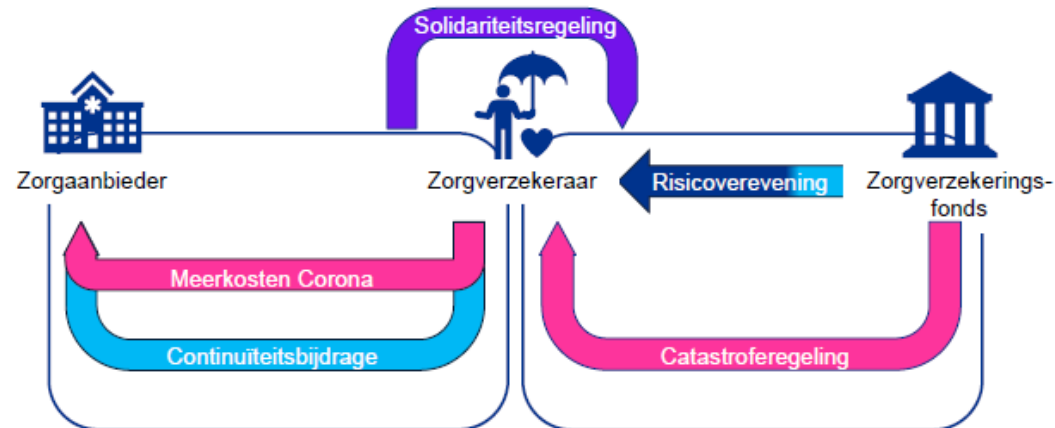 Solidariteitsregeling
Zorgaanbieder
Zorgverzekeraar
Risicoverevening
Zorgverzekerings-
fonds
Meerkosten Corona
Continuïteitsbijdrage
Catastroferegeling